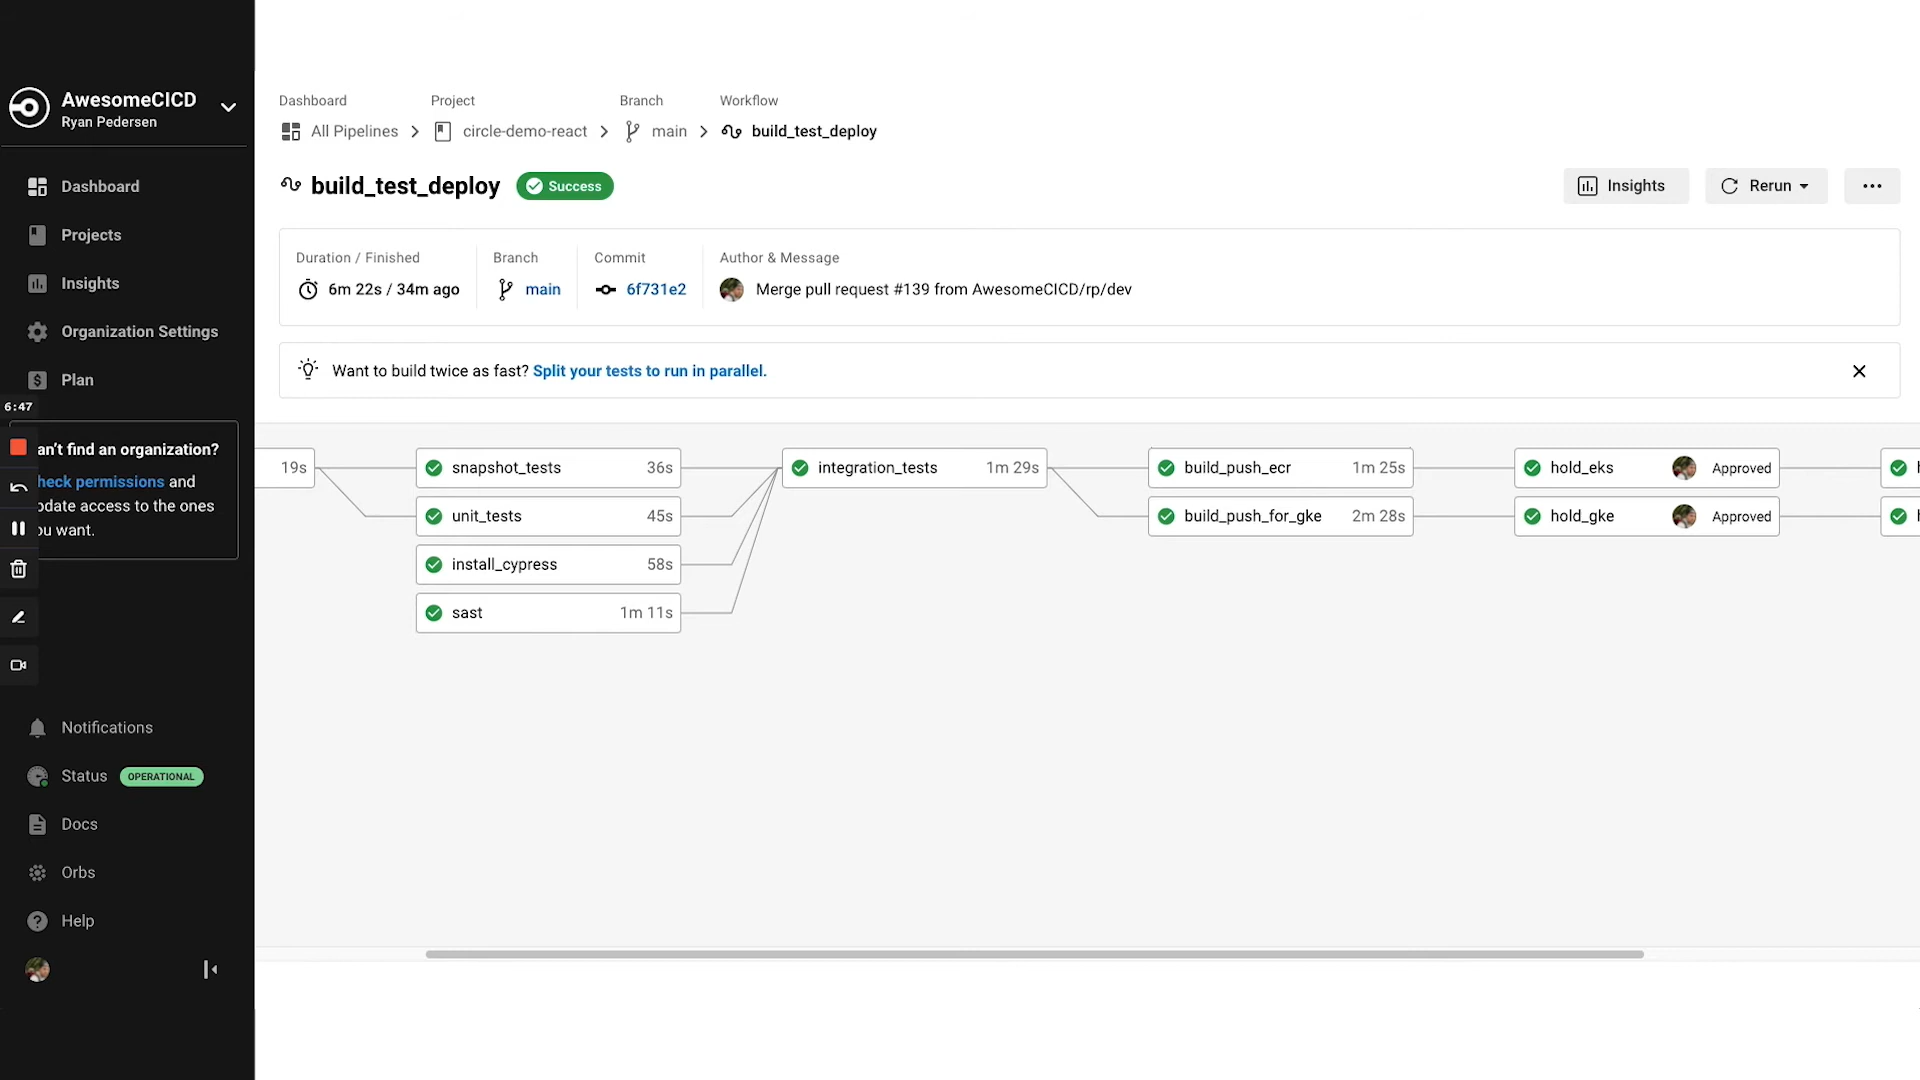 AwesomeCICD
Ryan Pedersen
Dashboard
Projects
Insights
Organization Settings
Plan
6:47
an't find an organization?
heck permissions and
pdate access to the ones
ou want.
Notifications
Status OPERATIONAL
Docs
Orbs
Help
Dashboard Project Branch Workflow
All Pipelines circle-demo-react main build_test_deploy
build_test_deploy Success
Insights Rerun
Duration / Finished Branch Commit Author & Message
6m 22s / 34m ago main 6f731e2 Merge pull request #139 from AwesomeCICD/rp/dev
Want to build twice as fast? Split your tests to run in parallel.
19s snapshot_tests 36s integration_tests 1m 29s build_push_ecr 1m 25s hold_eks Approved
unit_tests 45s build_push_for_gke 2m 28s hold_gke Approved
install_cypress 58s
sast 1m 11s